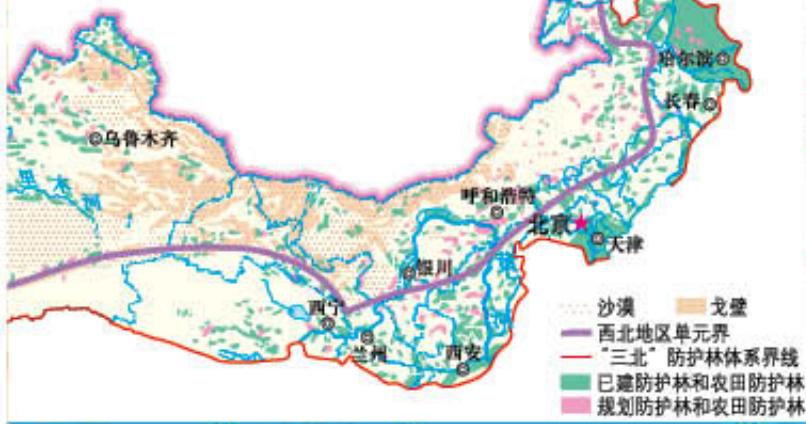 哈尔滨
长春
乌鲁木齐
里木河
呼和浩特
北京
天津
银川
西宁
兰州
西安
沙漠
戈壁
西北地区单元界
“三北”防护林体系界线
已建防护林和农田防护林
规划防护林和农田防护林